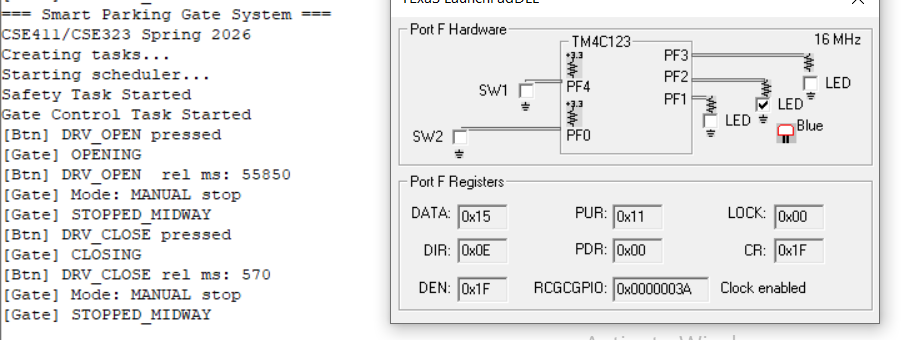 === Smart Parking Gate System ===
CSE411/CSE323 Spring 2026
Creating tasks...
Starting scheduler...
Safety Task Started
Gate Control Task Started
[Btn] DRV_OPEN pressed
[Gate] OPENING
[Btn] DRV_OPEN  rel ms: 55850
[Gate] Mode: MANUAL stop
[Gate] STOPPED_MIDWAY
[Btn] DRV_CLOSE pressed
[Gate] CLOSING
[Btn] DRV_CLOSE rel ms: 570
[Gate] Mode: MANUAL stop
[Gate] STOPPED_MIDWAY
Port F Hardware
TM4C123
16 MHz
+3.3
PF3
PF2
PF1
SW1
PF4
+3.3
SW2
PF0
LED
LED
LED
Blue
Port F Registers
DATA: 0x15 PUR: 0x11 LOCK: 0x00
DIR: 0x0E PDR: 0x00 CR: 0x1F
DEN: 0x1F RCGCGPIO: 0x0000003A Clock enabled